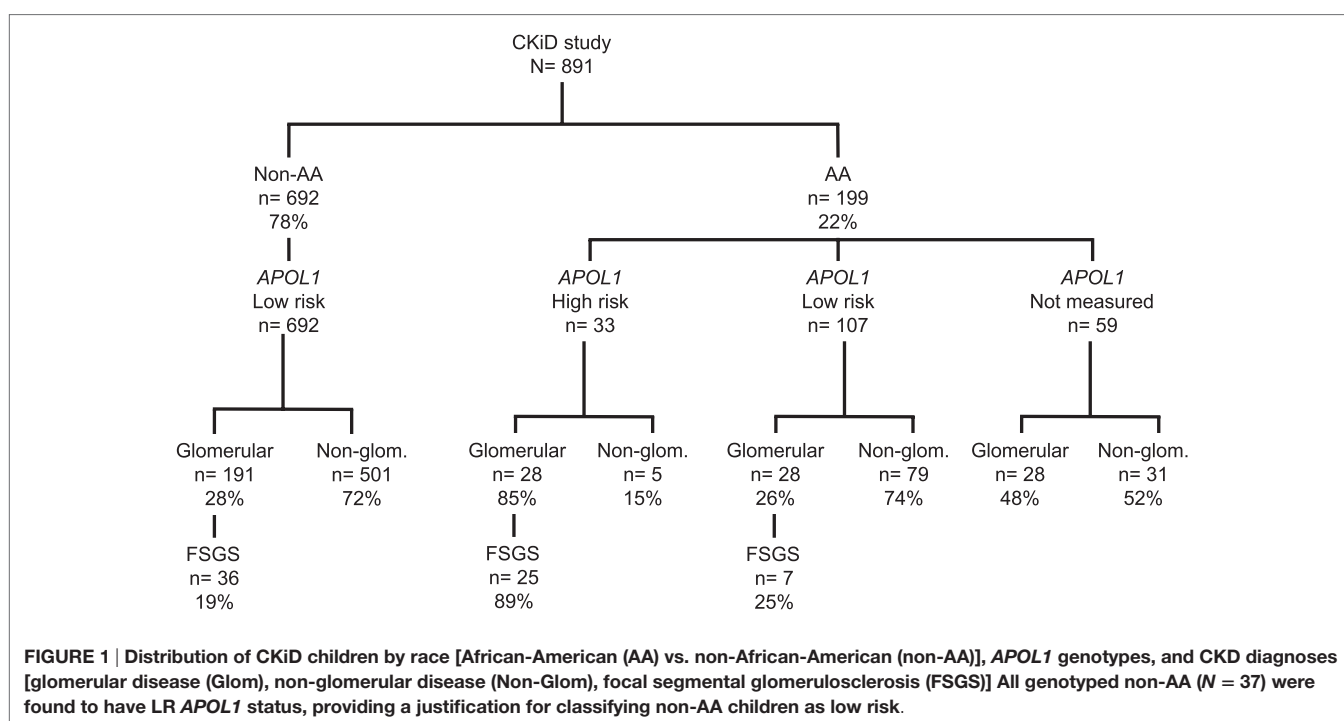 CKiD study
N= 891
Non-AA
n= 692
78%
AA
n= 199
22%
APOL1
Low risk
n= 692
APOL1
High risk
n= 33
APOL1
Low risk
n= 107
APOL1
Not measured
n= 59
Glomerular
n= 191
28%
Non-glom.
n= 501
72%
Glomerular
n= 28
85%
Non-glom.
n= 5
15%
Glomerular
n= 28
26%
Non-glom.
n= 79
74%
Glomerular
n= 28
48%
Non-glom.
n= 31
52%
FSGS
n= 36
19%
FSGS
n= 25
89%
FSGS
n= 7
25%
FIGURE 1 | Distribution of CKiD children by race [African-American (AA) vs. non-African-American (non-AA)], APOL1 genotypes, and CKD diagnoses
[glomerular disease (Glom), non-glomerular disease (Non-Glom), focal segmental glomerulosclerosis (FSGS)] All genotyped non-AA (N = 37) were
found to have LR APOL1 status, providing a justification for classifying non-AA children as low risk.